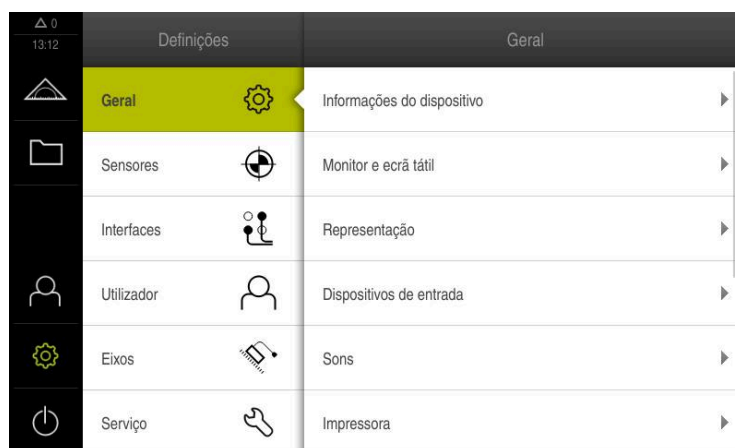 0
13:12
Definições
Geral
Geral
Sensores
Interfaces
Utilizador
Eixos
Serviço
Informações do dispositivo
Monitor e ecrã tátil
Representação
Dispositivos de entrada
Sons
Impressora